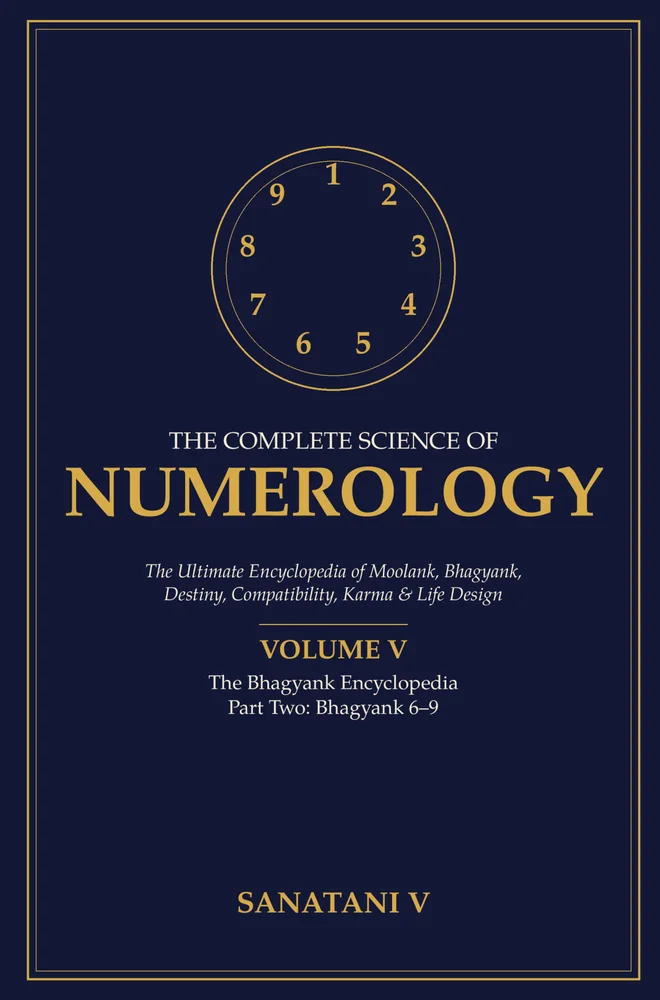 1
2
3
4
5
6
7
8
9
THE COMPLETE SCIENCE OF
NUMEROLOGY
The Ultimate Encyclopedia of Moolank, Bhagyank,
Destiny, Compatibility, Karma & Life Design
VOLUME V
The Bhagyank Encyclopedia
Part Two: Bhagyank 6–9
SANATANI V